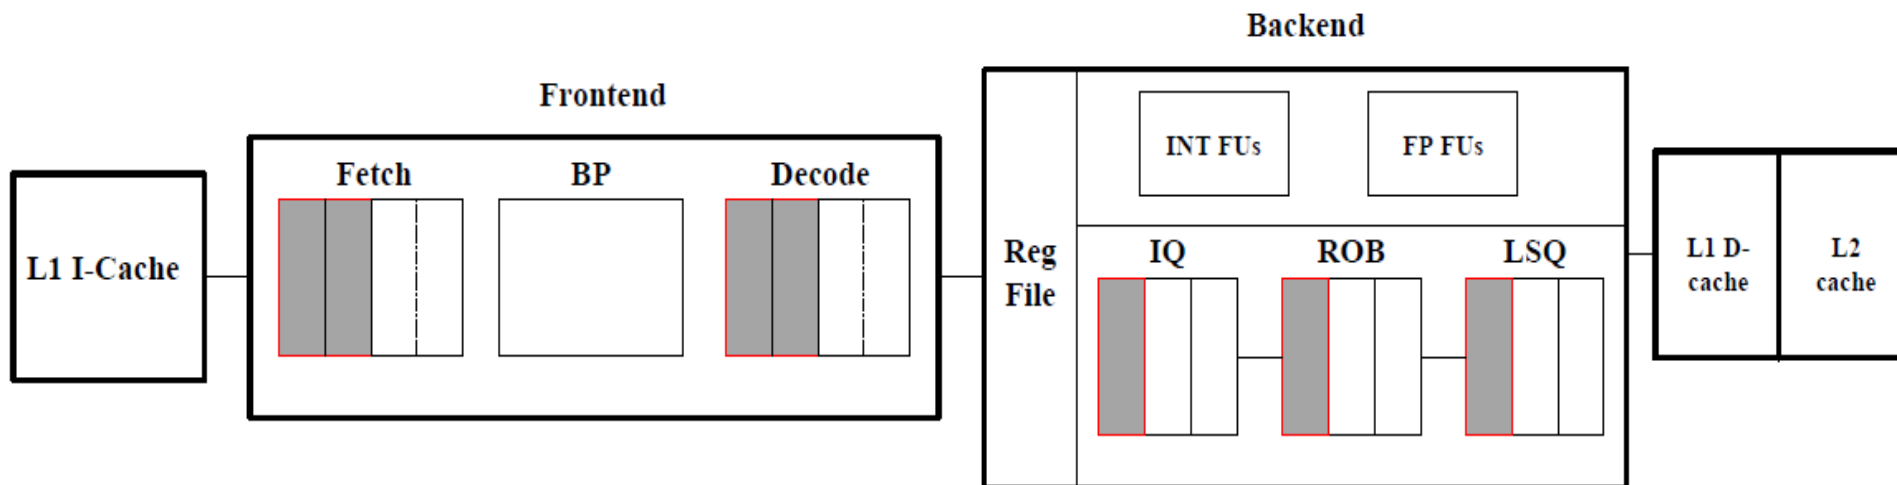 Backend
Frontend
INT FUs
FP FUs
Fetch
BP
Decode
L1 I-Cache
Reg
File
IQ
ROB
LSQ
L1 D-
cache
L2
cache